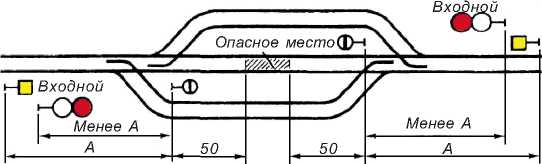 Входной
Опасное место
Входной
Менее А
Менее А
А
50
50
А